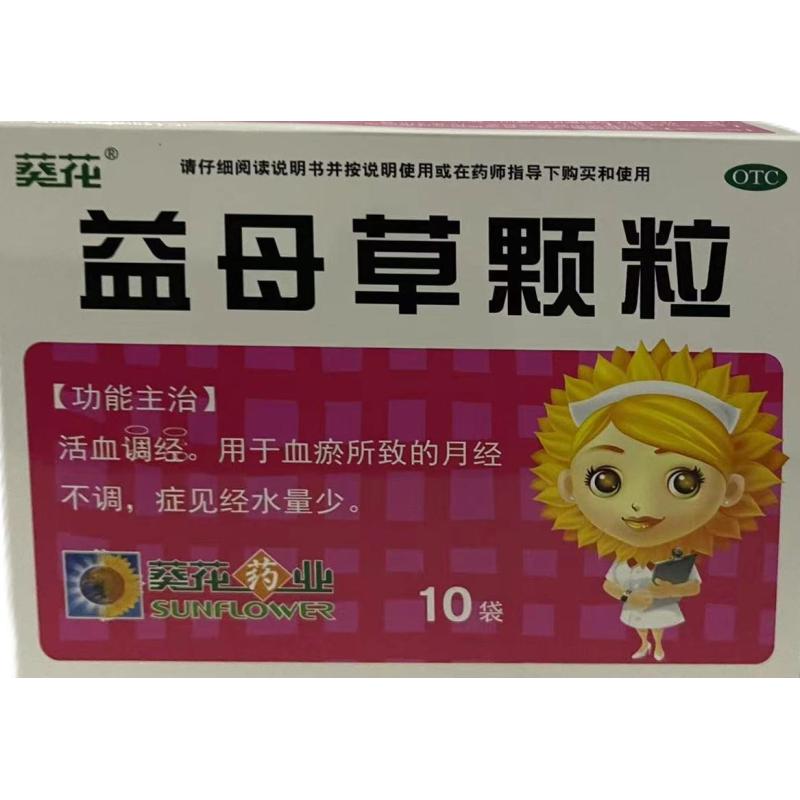 葵花®
请仔细阅读说明书并按说明使用或在药师指导下购买和使用
OTC
益母草颗粒
【功能主治】
活血调经。用于血瘀所致的月经
不调，症见经水量少。
葵花药业
SUNFLOWER
10袋